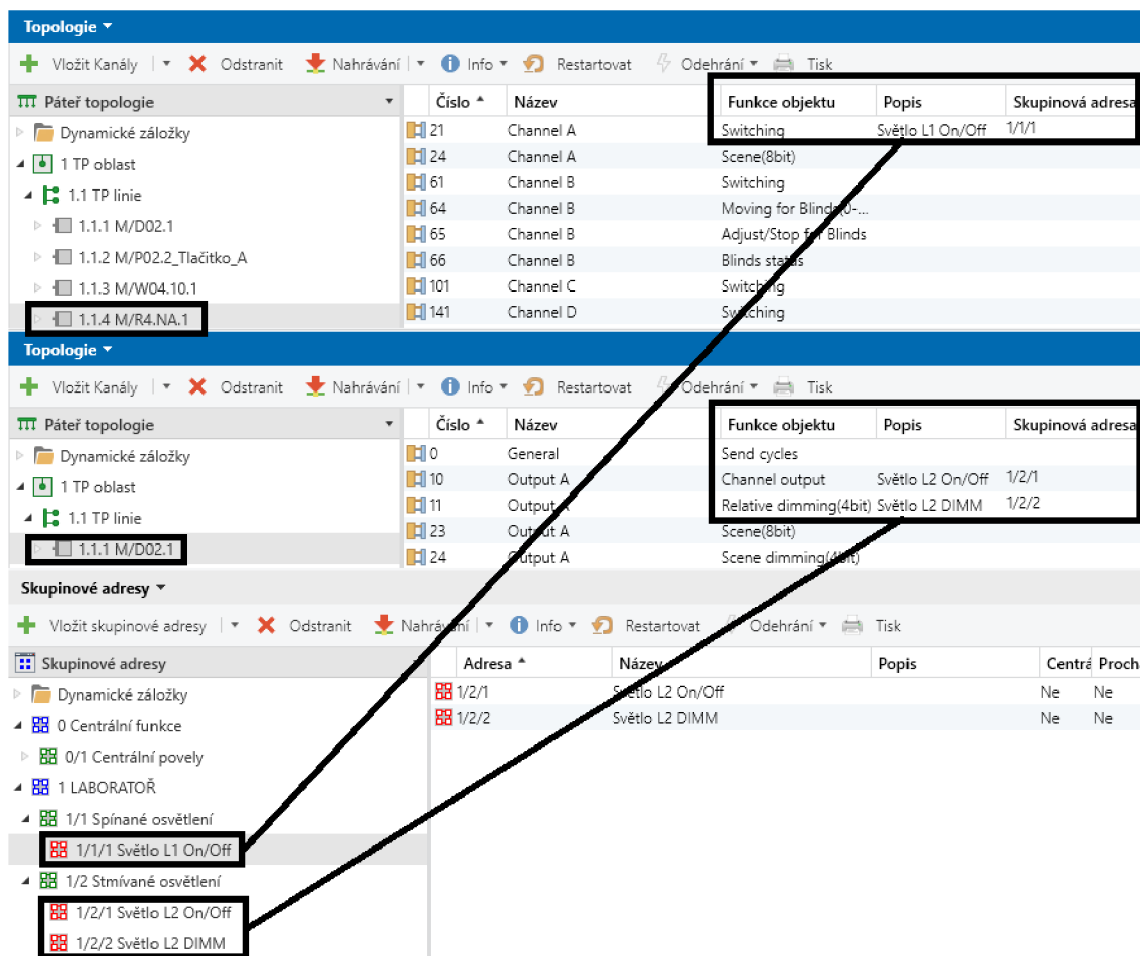 Topologie
Vložit Kanály Odstranit Nahrávání Info Restartovat Odehrání Tisk
Páteř topologie Číslo Název Funkce objektu Popis Skupinová adresa
Dynamické záložky 21 Channel A Switching Světlo L1 On/Off 1/1/1
1 TP oblast 24 Channel A Scene(8bit)
1.1 TP linie 61 Channel B Switching
1.1.1 M/D02.1 64 Channel B Moving for Blinds(0-...
1.1.2 M/P02.2_Tlačitko_A 65 Channel B Adjust/Stop for Blinds
1.1.3 M/W04.10.1 66 Channel B Blinds status
1.1.4 M/R4.NA.1 101 Channel C Switching
141 Channel D Switching
Topologie
Vložit Kanály Odstranit Nahrávání Info Restartovat Odehrání Tisk
Páteř topologie Číslo Název Funkce objektu Popis Skupinová adresa
Dynamické záložky 0 General Send cycles
1 TP oblast 10 Output A Channel output Světlo L2 On/Off 1/2/1
1.1 TP linie 11 Output A Relative dimming(4bit) Světlo L2 DIMM 1/2/2
1.1.1 M/D02.1 23 Output A Scene(8bit)
24 Output A Scene dimming(4bit)
Skupinové adresy
Vložit skupinové adresy Odstranit Nahrávání Info Restartovat Odehrání Tisk
Skupinové adresy Adresa Název Popis Centrá Proch
Dynamické záložky 1/2/1 Světlo L2 On/Off Ne Ne
0 Centrální funkce 1/2/2 Světlo L2 DIMM Ne Ne
0/1 Centrální povely
1 LABORATOŘ
1/1 Spínané osvětlení
1/1/1 Světlo L1 On/Off
1/2 Stmívané osvětlení
1/2/1 Světlo L2 On/Off
1/2/2 Světlo L2 DIMM